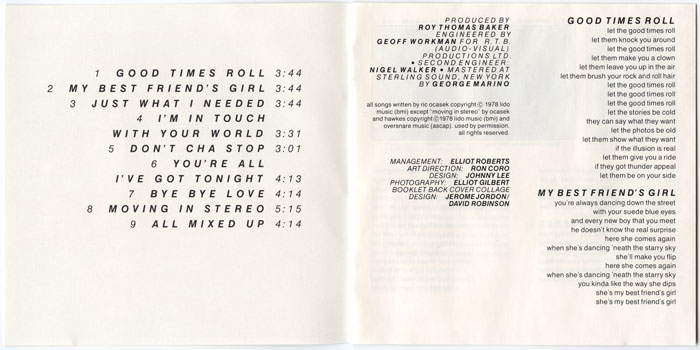 1 GOOD TIMES ROLL 3:44
2 MY BEST FRIEND'S GIRL 3:44
3 JUST WHAT I NEEDED 3:44
4 I'M IN TOUCH
WITH YOUR WORLD 3:31
5 DON'T CHA STOP 3:01
6 YOU'RE ALL
I'VE GOT TONIGHT 4:13
7 BYE BYE LOVE 4:14
8 MOVING IN STEREO 5:15
9 ALL MIXED UP 4:14
PRODUCED BY
ROY THOMAS BAKER
ENGINEERED BY
GEOFF WORKMAN FOR R.T.B.
(AUDIO-VISUAL)
PRODUCTIONS LTD.
• SECOND ENGINEER:
NIGEL WALKER • MASTERED AT
STERLING SOUND, NEW YORK
BY GEORGE MARINO
all songs written by ric ocasek copyright © 1978 lido
music (bmi) except "moving in stereo" by ocasek
and hawkes copyright © 1978 lido music (bmi) and
oversnare music (ascap). used by permission.
all rights reserved.
MANAGEMENT: ELLIOT ROBERTS
ART DIRECTION: RON CORO
DESIGN: JOHNNY LEE
PHOTOGRAPHY: ELLIOT GILBERT
BOOKLET BACK COVER COLLAGE
DESIGN: JEROME JORDON/
DAVID ROBINSON
GOOD TIMES ROLL
let the good times roll
let them knock you around
let the good times roll
let them make you a clown
let them leave you up in the air
let them brush your rock and roll hair
let the good times roll
let the good times roll
let the good times roll
let the stories be cold
they can say what they want
let the photos be old
let them show what they want
if the illusion is real
let them give you a ride
if they got thunder appeal
let them be on your side
MY BEST FRIEND'S GIRL
you're always dancing down the street
with your suede blue eyes
and every new boy that you meet
he doesn't know the real surprise
here she comes again
when she's dancing 'neath the starry sky
she'll make you flip
here she comes again
when she's dancing 'neath the starry sky
you kinda like the way she dips
she's my best friend's girl
she's my best friend's girl